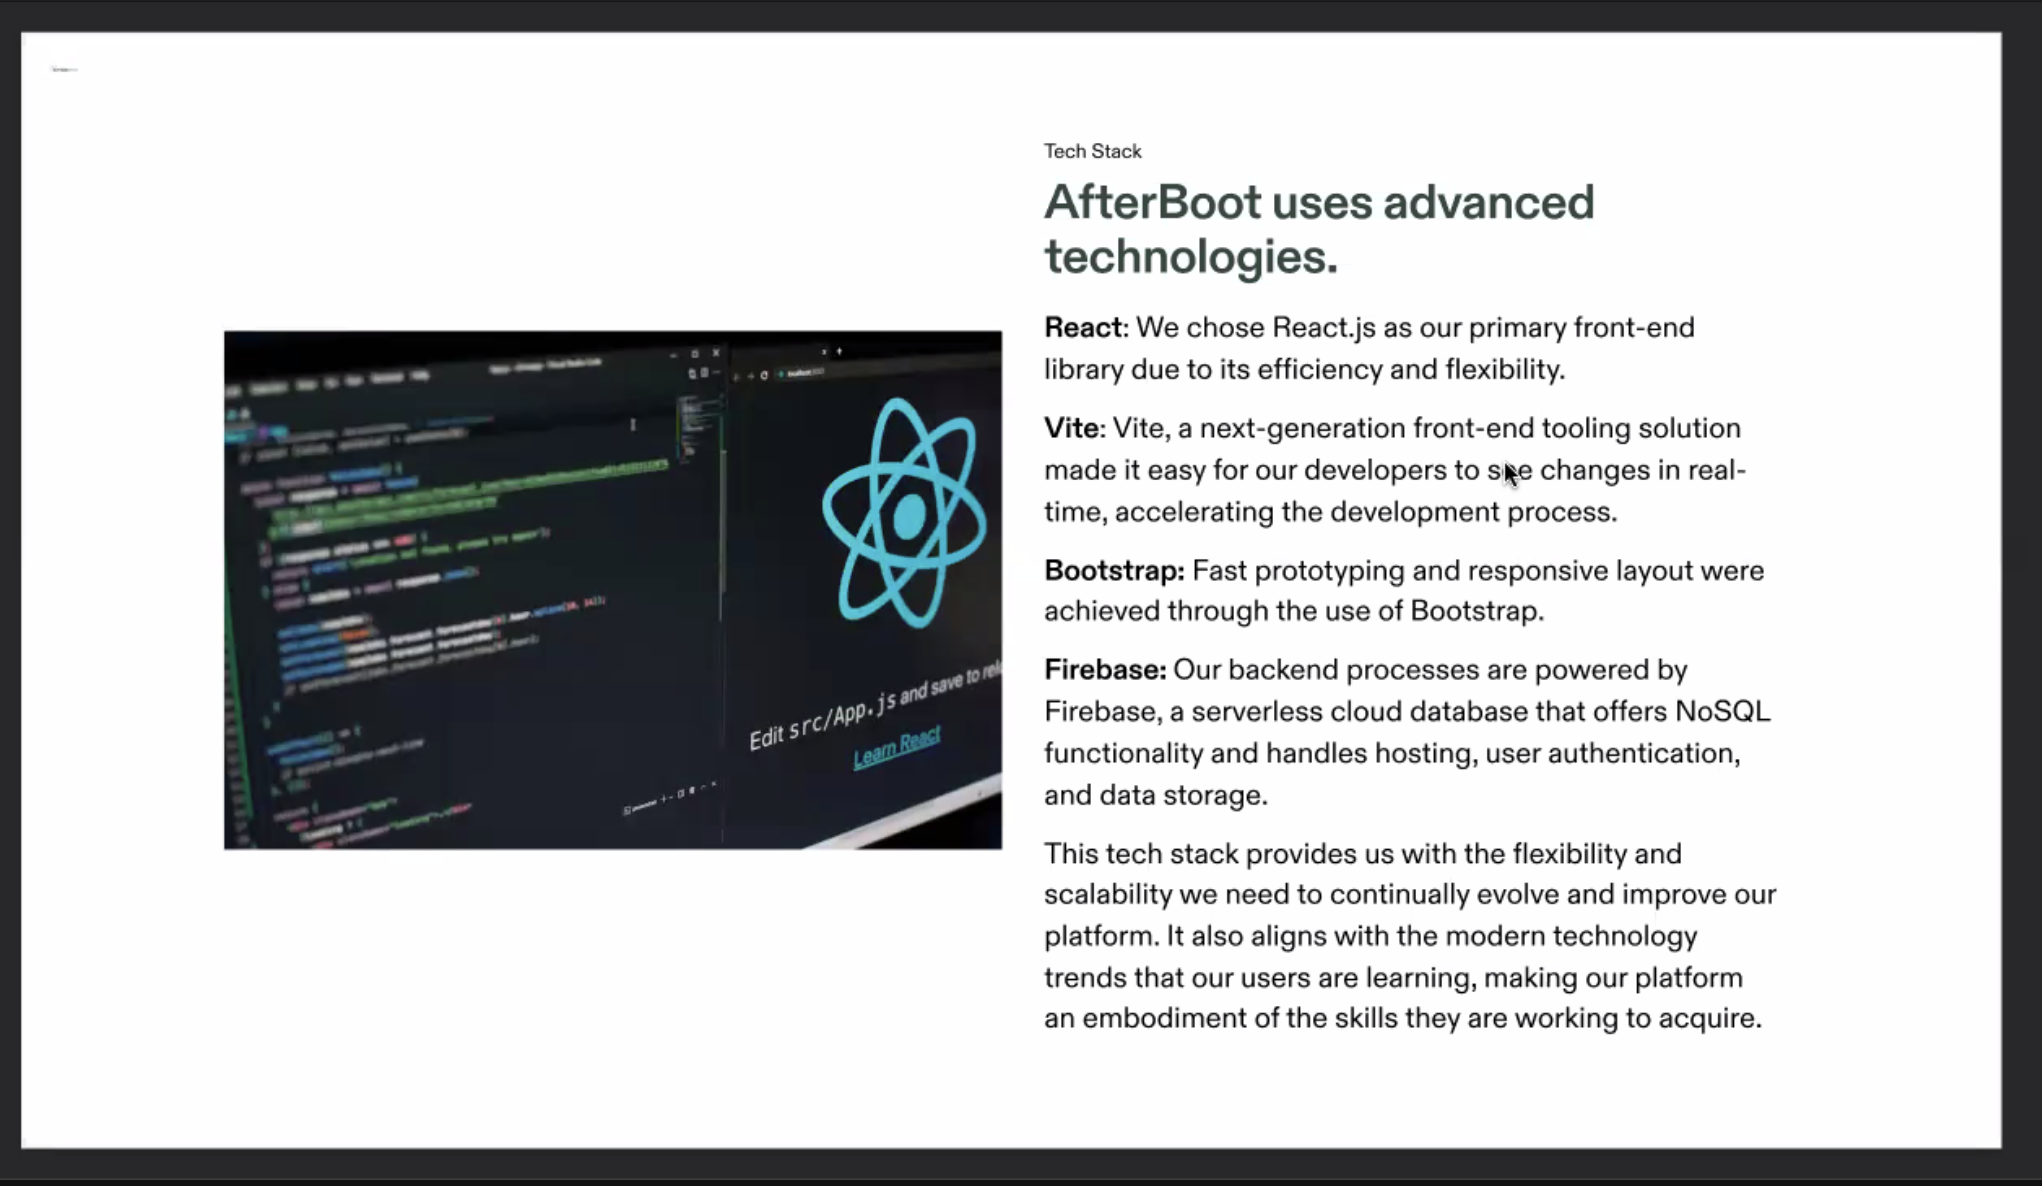 Tech Stack
AfterBoot uses advanced
technologies.
React: We chose React.js as our primary front-end
library due to its efficiency and flexibility.
Vite: Vite, a next-generation front-end tooling solution
made it easy for our developers to see changes in real-
time, accelerating the development process.
Bootstrap: Fast prototyping and responsive layout were
achieved through the use of Bootstrap.
Firebase: Our backend processes are powered by
Firebase, a serverless cloud database that offers NoSQL
functionality and handles hosting, user authentication,
and data storage.
This tech stack provides us with the flexibility and
scalability we need to continually evolve and improve our
platform. It also aligns with the modern technology
trends that our users are learning, making our platform
an embodiment of the skills they are working to acquire.
Edit src/App.js and save to
Learn React